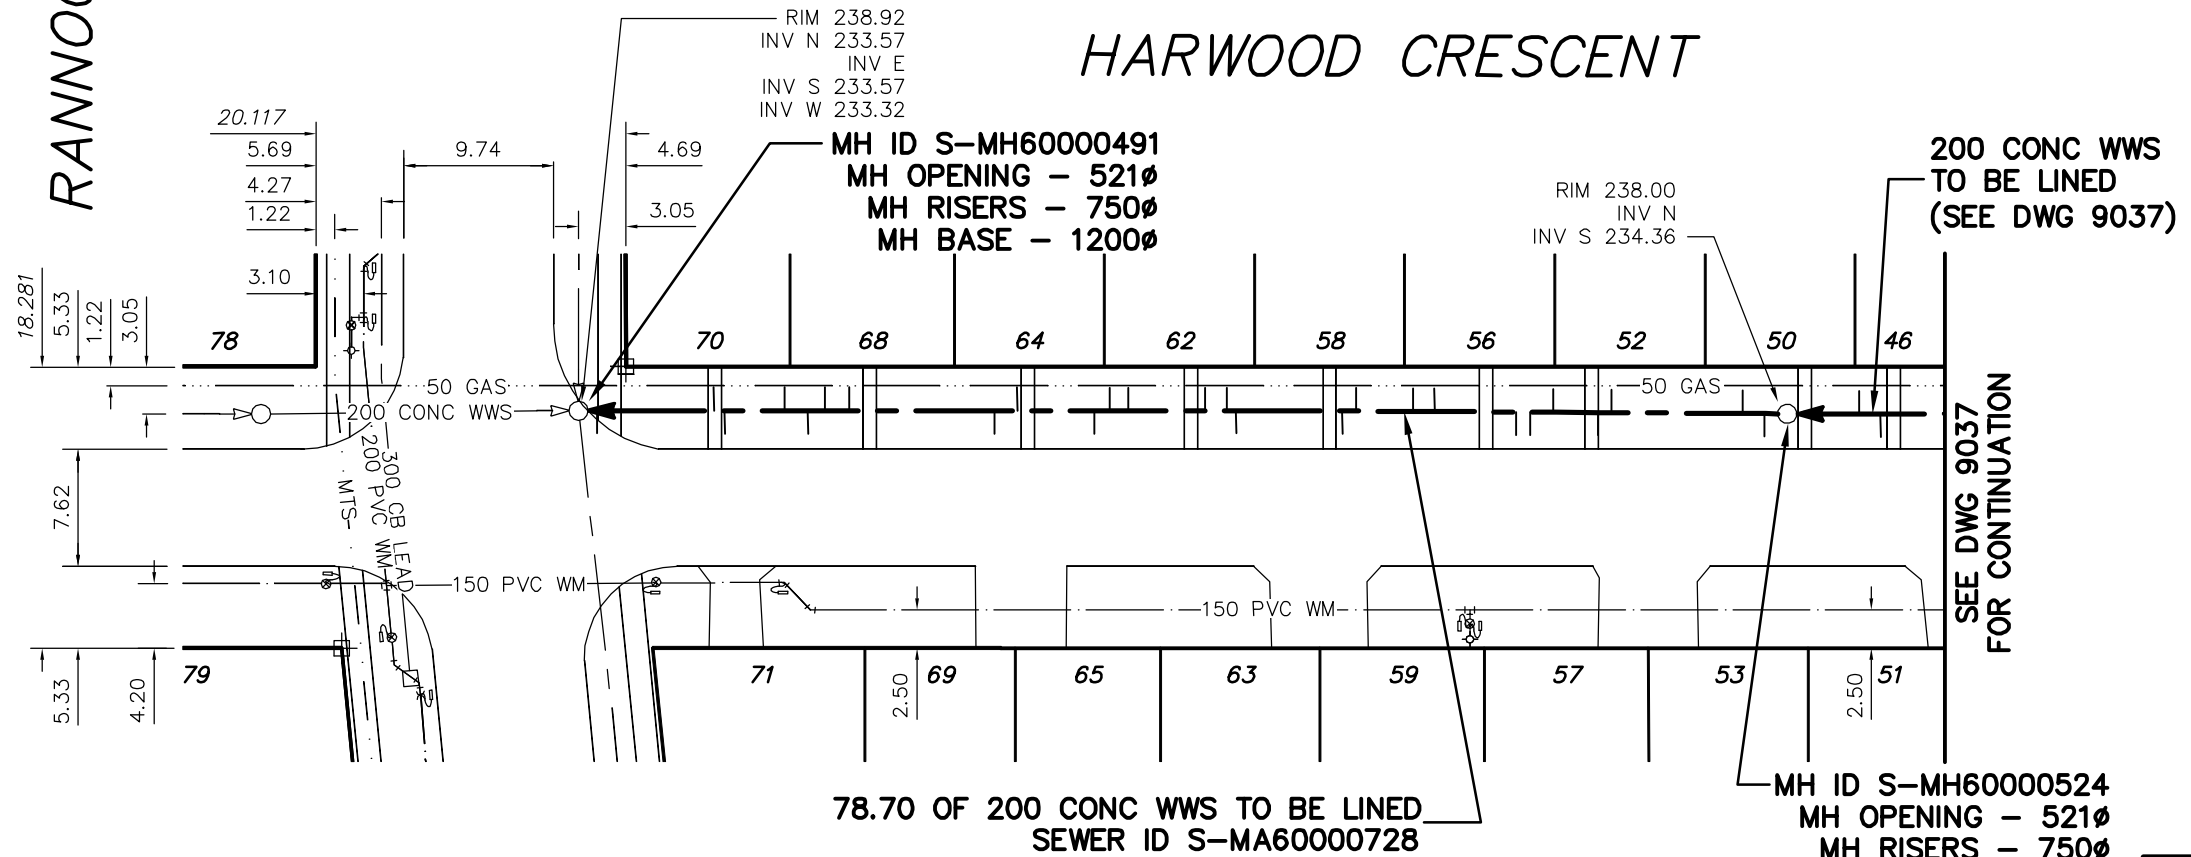 RANNOC
HARWOOD CRESCENT
RIM 238.92
INV N 233.57
INV E
INV S 233.57
INV W 233.32
MH ID S-MH60000491
MH OPENING - 521ø
MH RISERS - 750ø
MH BASE - 1200ø
200 CONC WWS
TO BE LINED
(SEE DWG 9037)
RIM 238.00
INV N
INV S 234.36
20.117
5.69
4.27
1.22
3.10
9.74
4.69
3.05
18.281
5.33
1.22
3.05
78
70
68
64
62
58
56
52
50
46
50 GAS
50 GAS
200 CONC WWS
300 CB LEAD
200 PVC WM
MTS
7.62
150 PVC WM
150 PVC WM
SEE DWG 9037
FOR CONTINUATION
79
71
69
65
63
59
57
53
51
5.33
4.20
2.50
2.50
78.70 OF 200 CONC WWS TO BE LINED
SEWER ID S-MA60000728
MH ID S-MH60000524
MH OPENING - 521ø
MH RISERS - 750ø